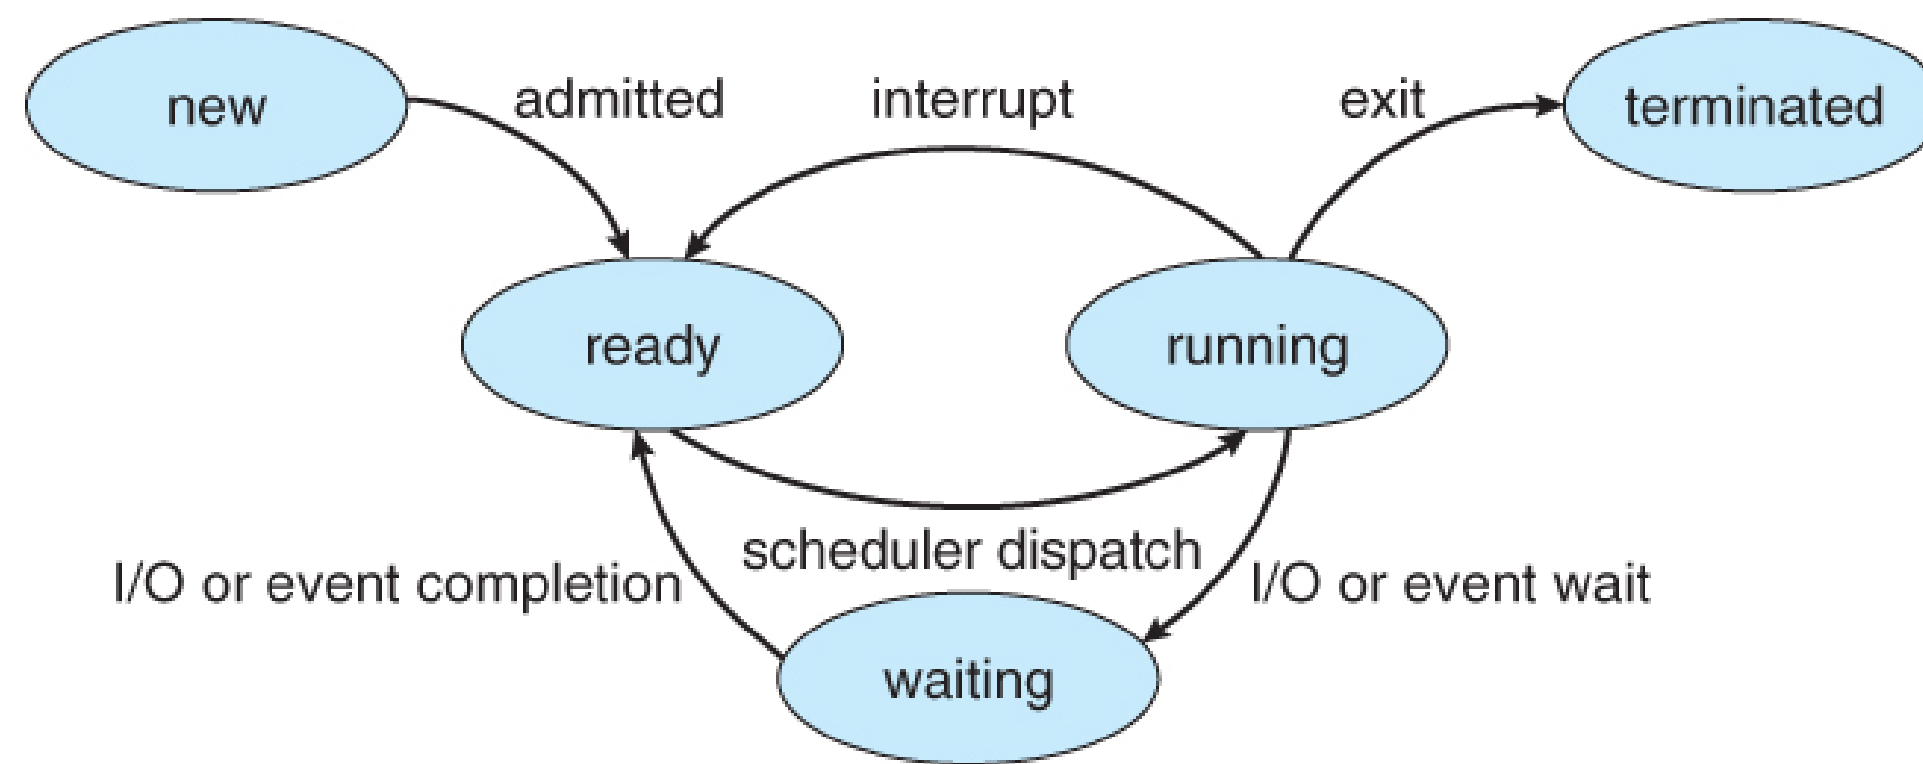 new
admitted
interrupt
exit
terminated
ready
running
scheduler dispatch
I/O or event completion
I/O or event wait
waiting